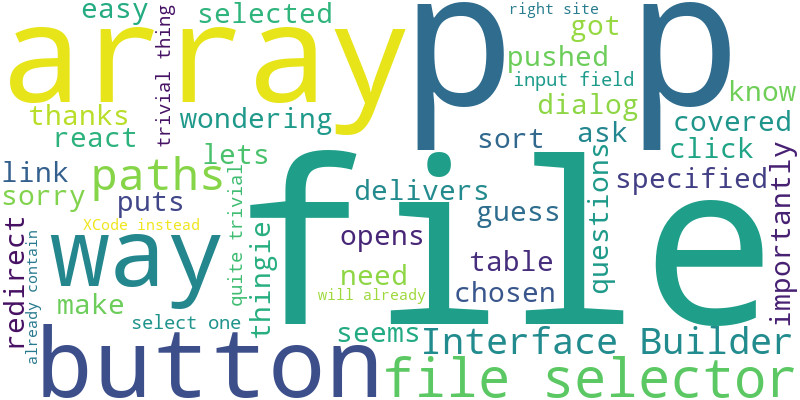 easy
selected
right site
array
p p
got
trivial thing
pushed
input field
know
thanks
wondering
dialog
covered
react
sort
ask
click
lets
link
paths
file
delivers
questions
specified
sorry
puts
quite trivial
guess
importantly
XCode instead
redirect
way
thingie
opens
table
already contain
need
chosen
make
will already
select one
seems
Interface Builder
button
file selector